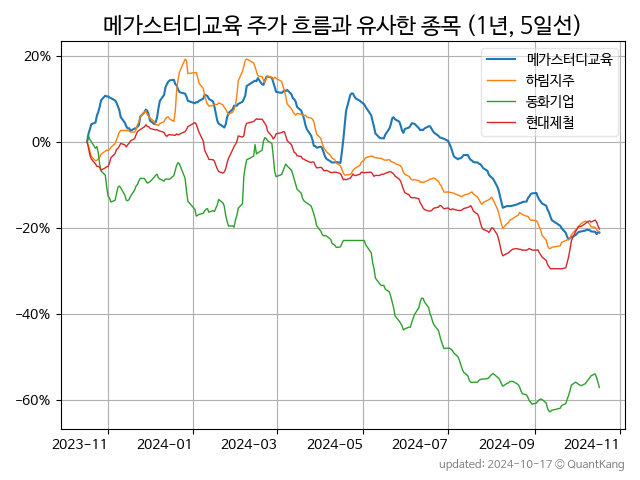 메가스터디교육 주가 흐름과 유사한 종목 (1년, 5일선)
메가스터디교육
하림지주
동화기업
현대제철
20%
0%
−20%
−40%
−60%
2023-11
2024-01
2024-03
2024-05
2024-07
2024-09
2024-11
updated: 2024-10-17 © QuantKang